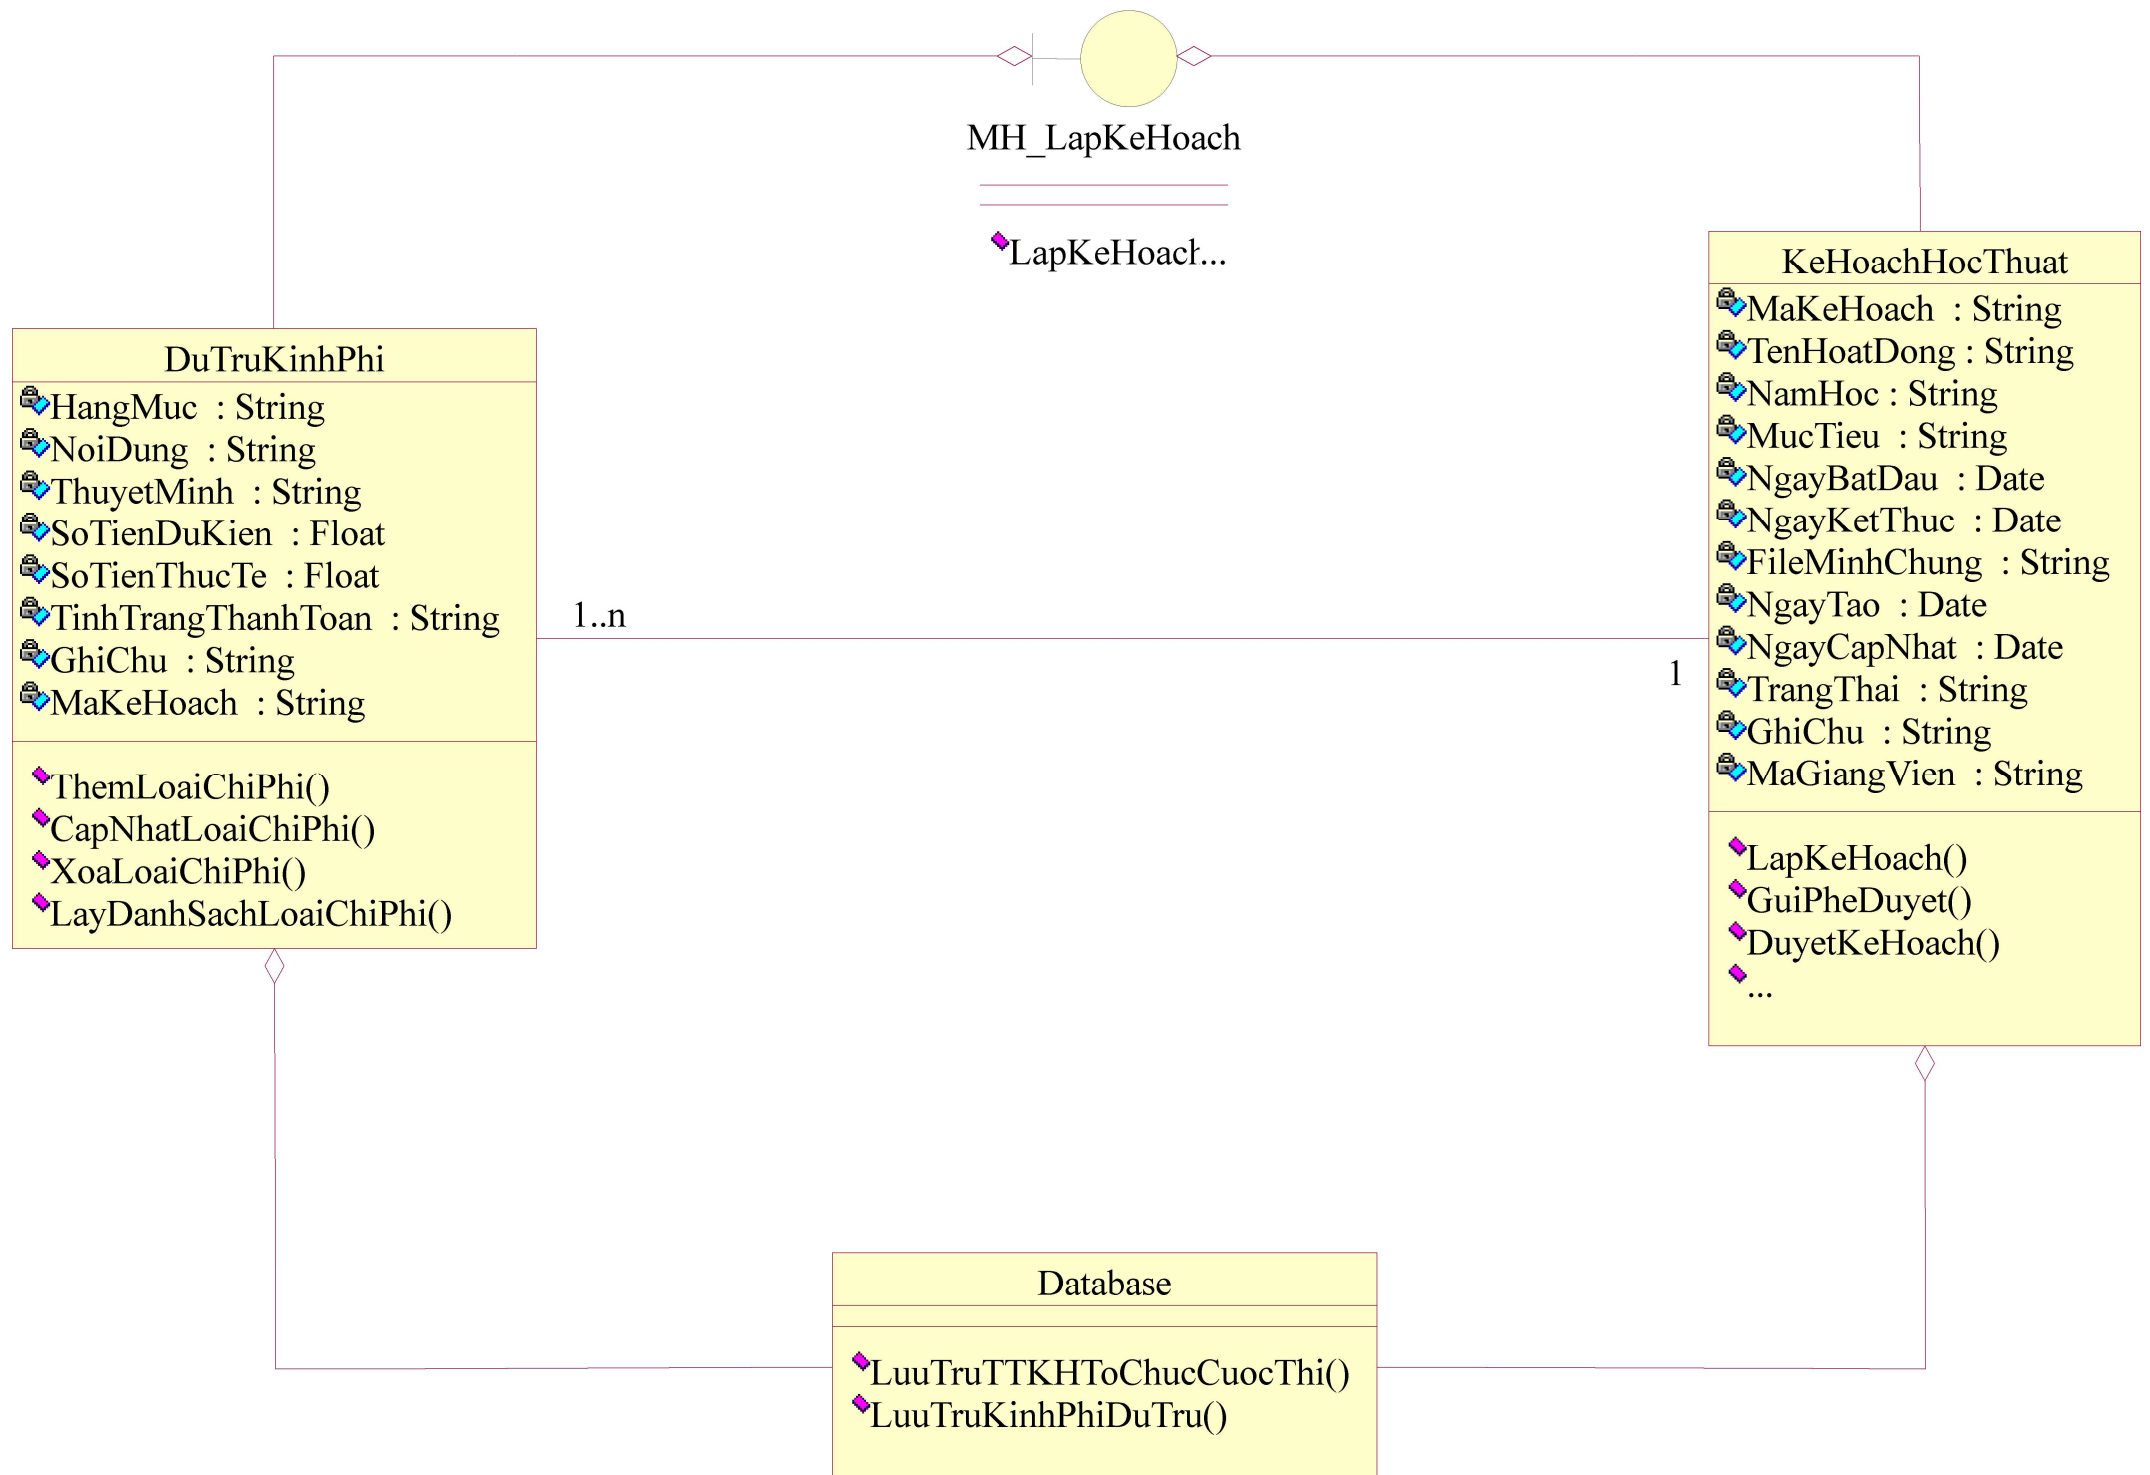 MH_LapKeHoach
LapKeHoach...
DuTruKinhPhi
HangMuc : String
NoiDung : String
ThuyetMinh : String
SoTienDuKien : Float
SoTienThucTe : Float
TinhTrangThanhToan : String
GhiChu : String
MaKeHoach : String
ThemLoaiChiPhi()
CapNhatLoaiChiPhi()
XoaLoaiChiPhi()
LayDanhSachLoaiChiPhi()
1..n
1
KeHoachHocThuat
MaKeHoach : String
TenHoatDong : String
NamHoc : String
MucTieu : String
NgayBatDau : Date
NgayKetThuc : Date
FileMinhChung : String
NgayTao : Date
NgayCapNhat : Date
TrangThai : String
GhiChu : String
MaGiangVien : String
LapKeHoach()
GuiPheDuyet()
DuyetKeHoach()
...
Database
LuuTruTTKHToChucCuocThi()
LuuTruKinhPhiDuTru()